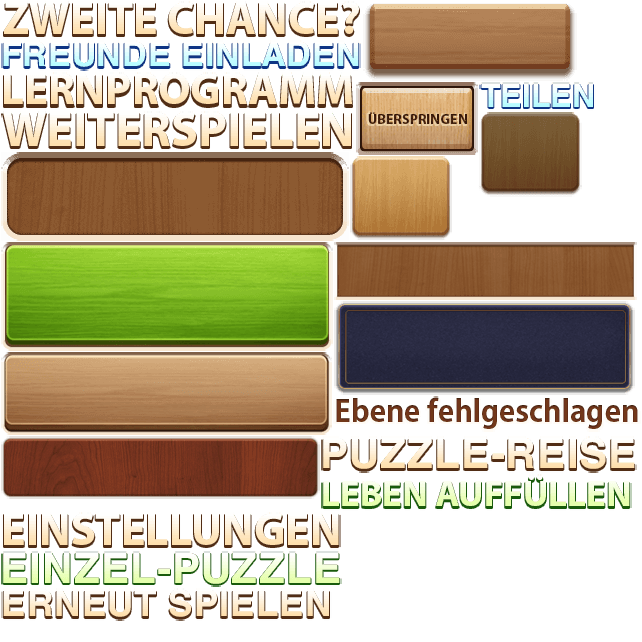 ZWEITE CHANCE?
FREUNDE EINLADEN
LERNPROGRAMM
TEILEN
ÜBERSPRINGEN
WEITERSPIELEN
Ebene fehlgeschlagen
PUZZLE-REISE
LEBEN AUFFÜLLEN
EINSTELLUNGEN
EINZEL-PUZZLE
ERNEUT SPIELEN